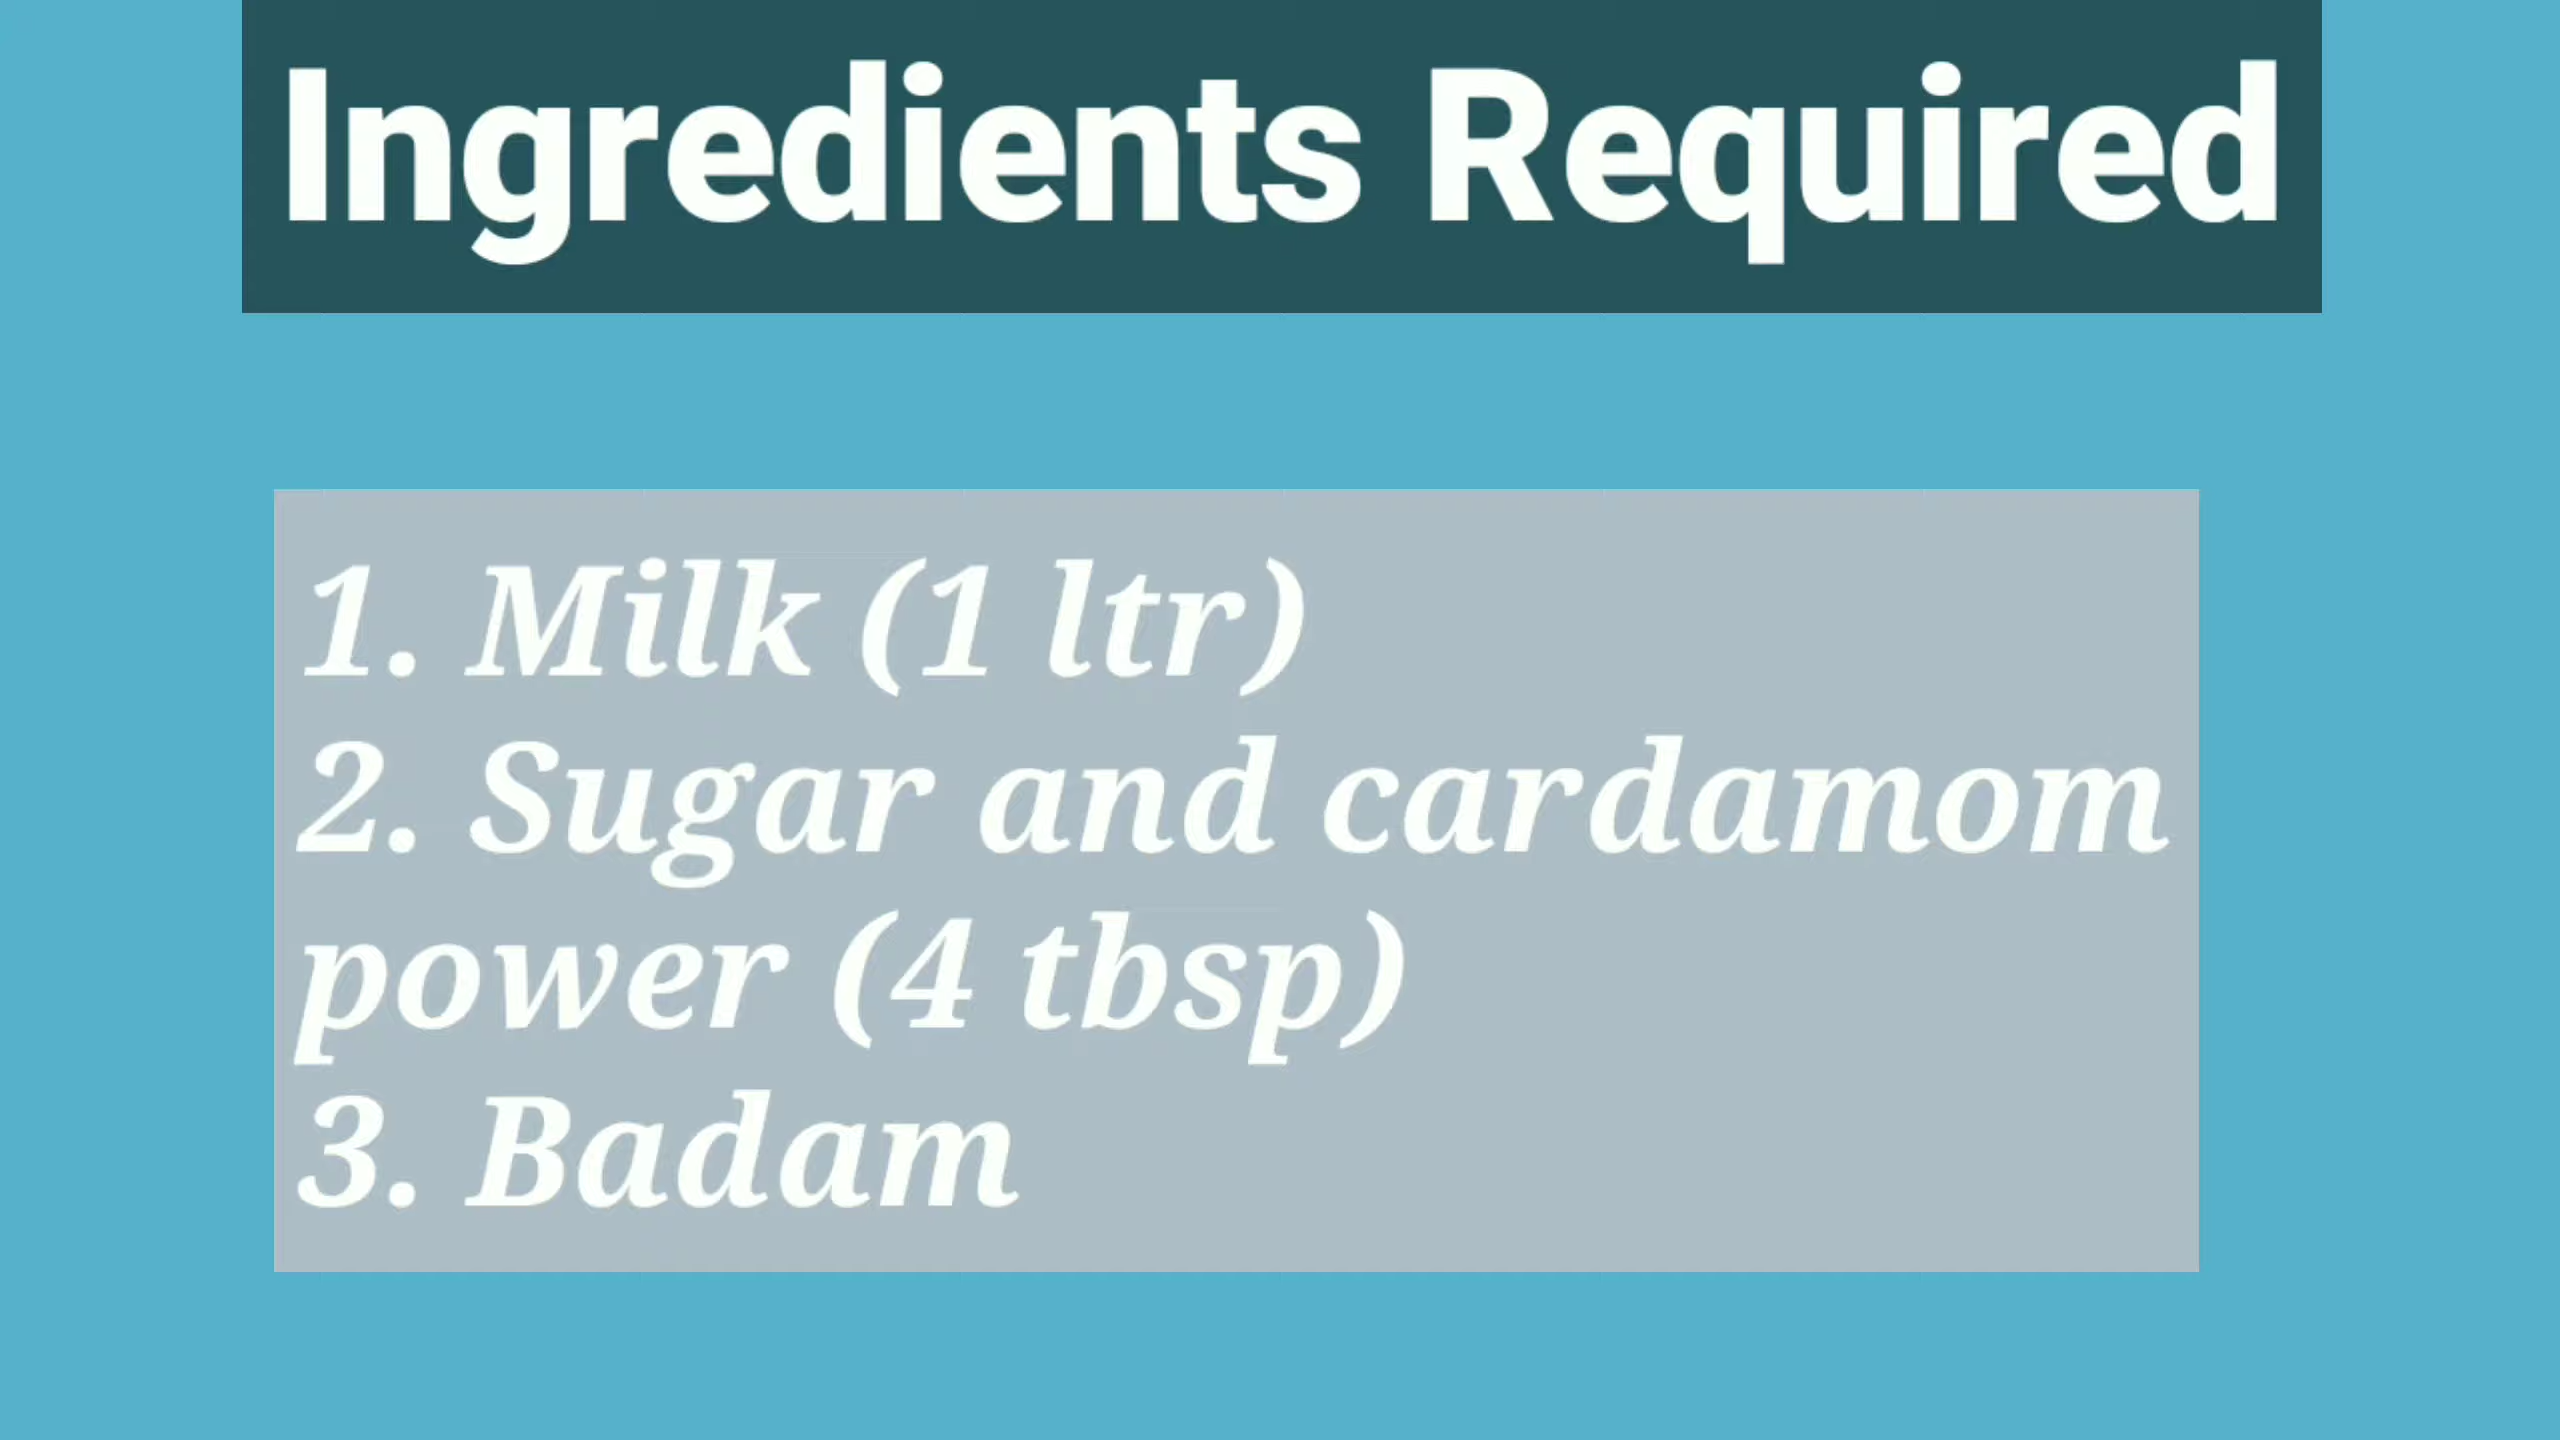 Ingredients Required
1. Milk (1 ltr)
2. Sugar and cardamom
power (4 tbsp)
3. Badam